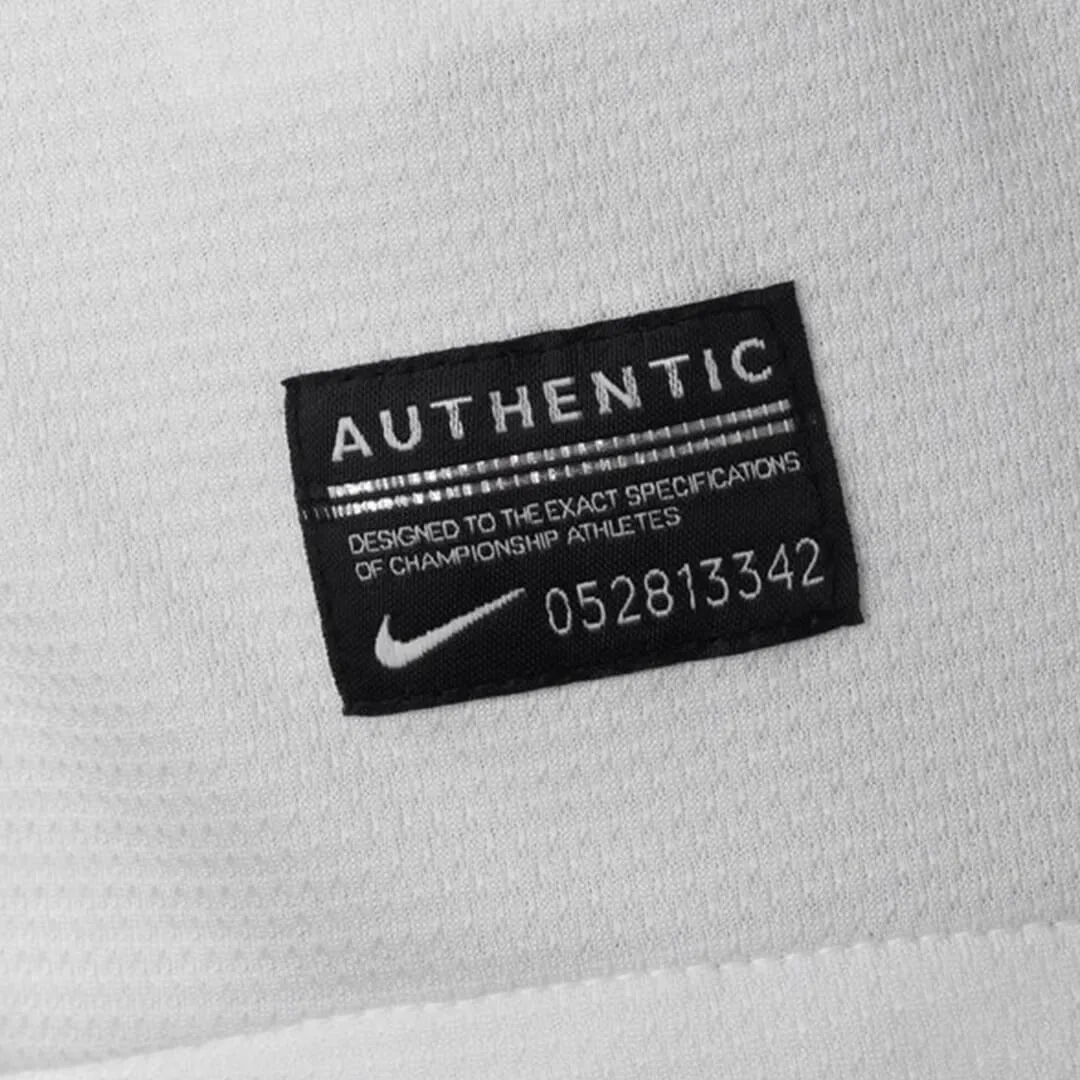 AUTHENTIC
DESIGNED TO THE EXACT SPECIFICATIONS
OF CHAMPIONSHIP ATHLETES
052813342